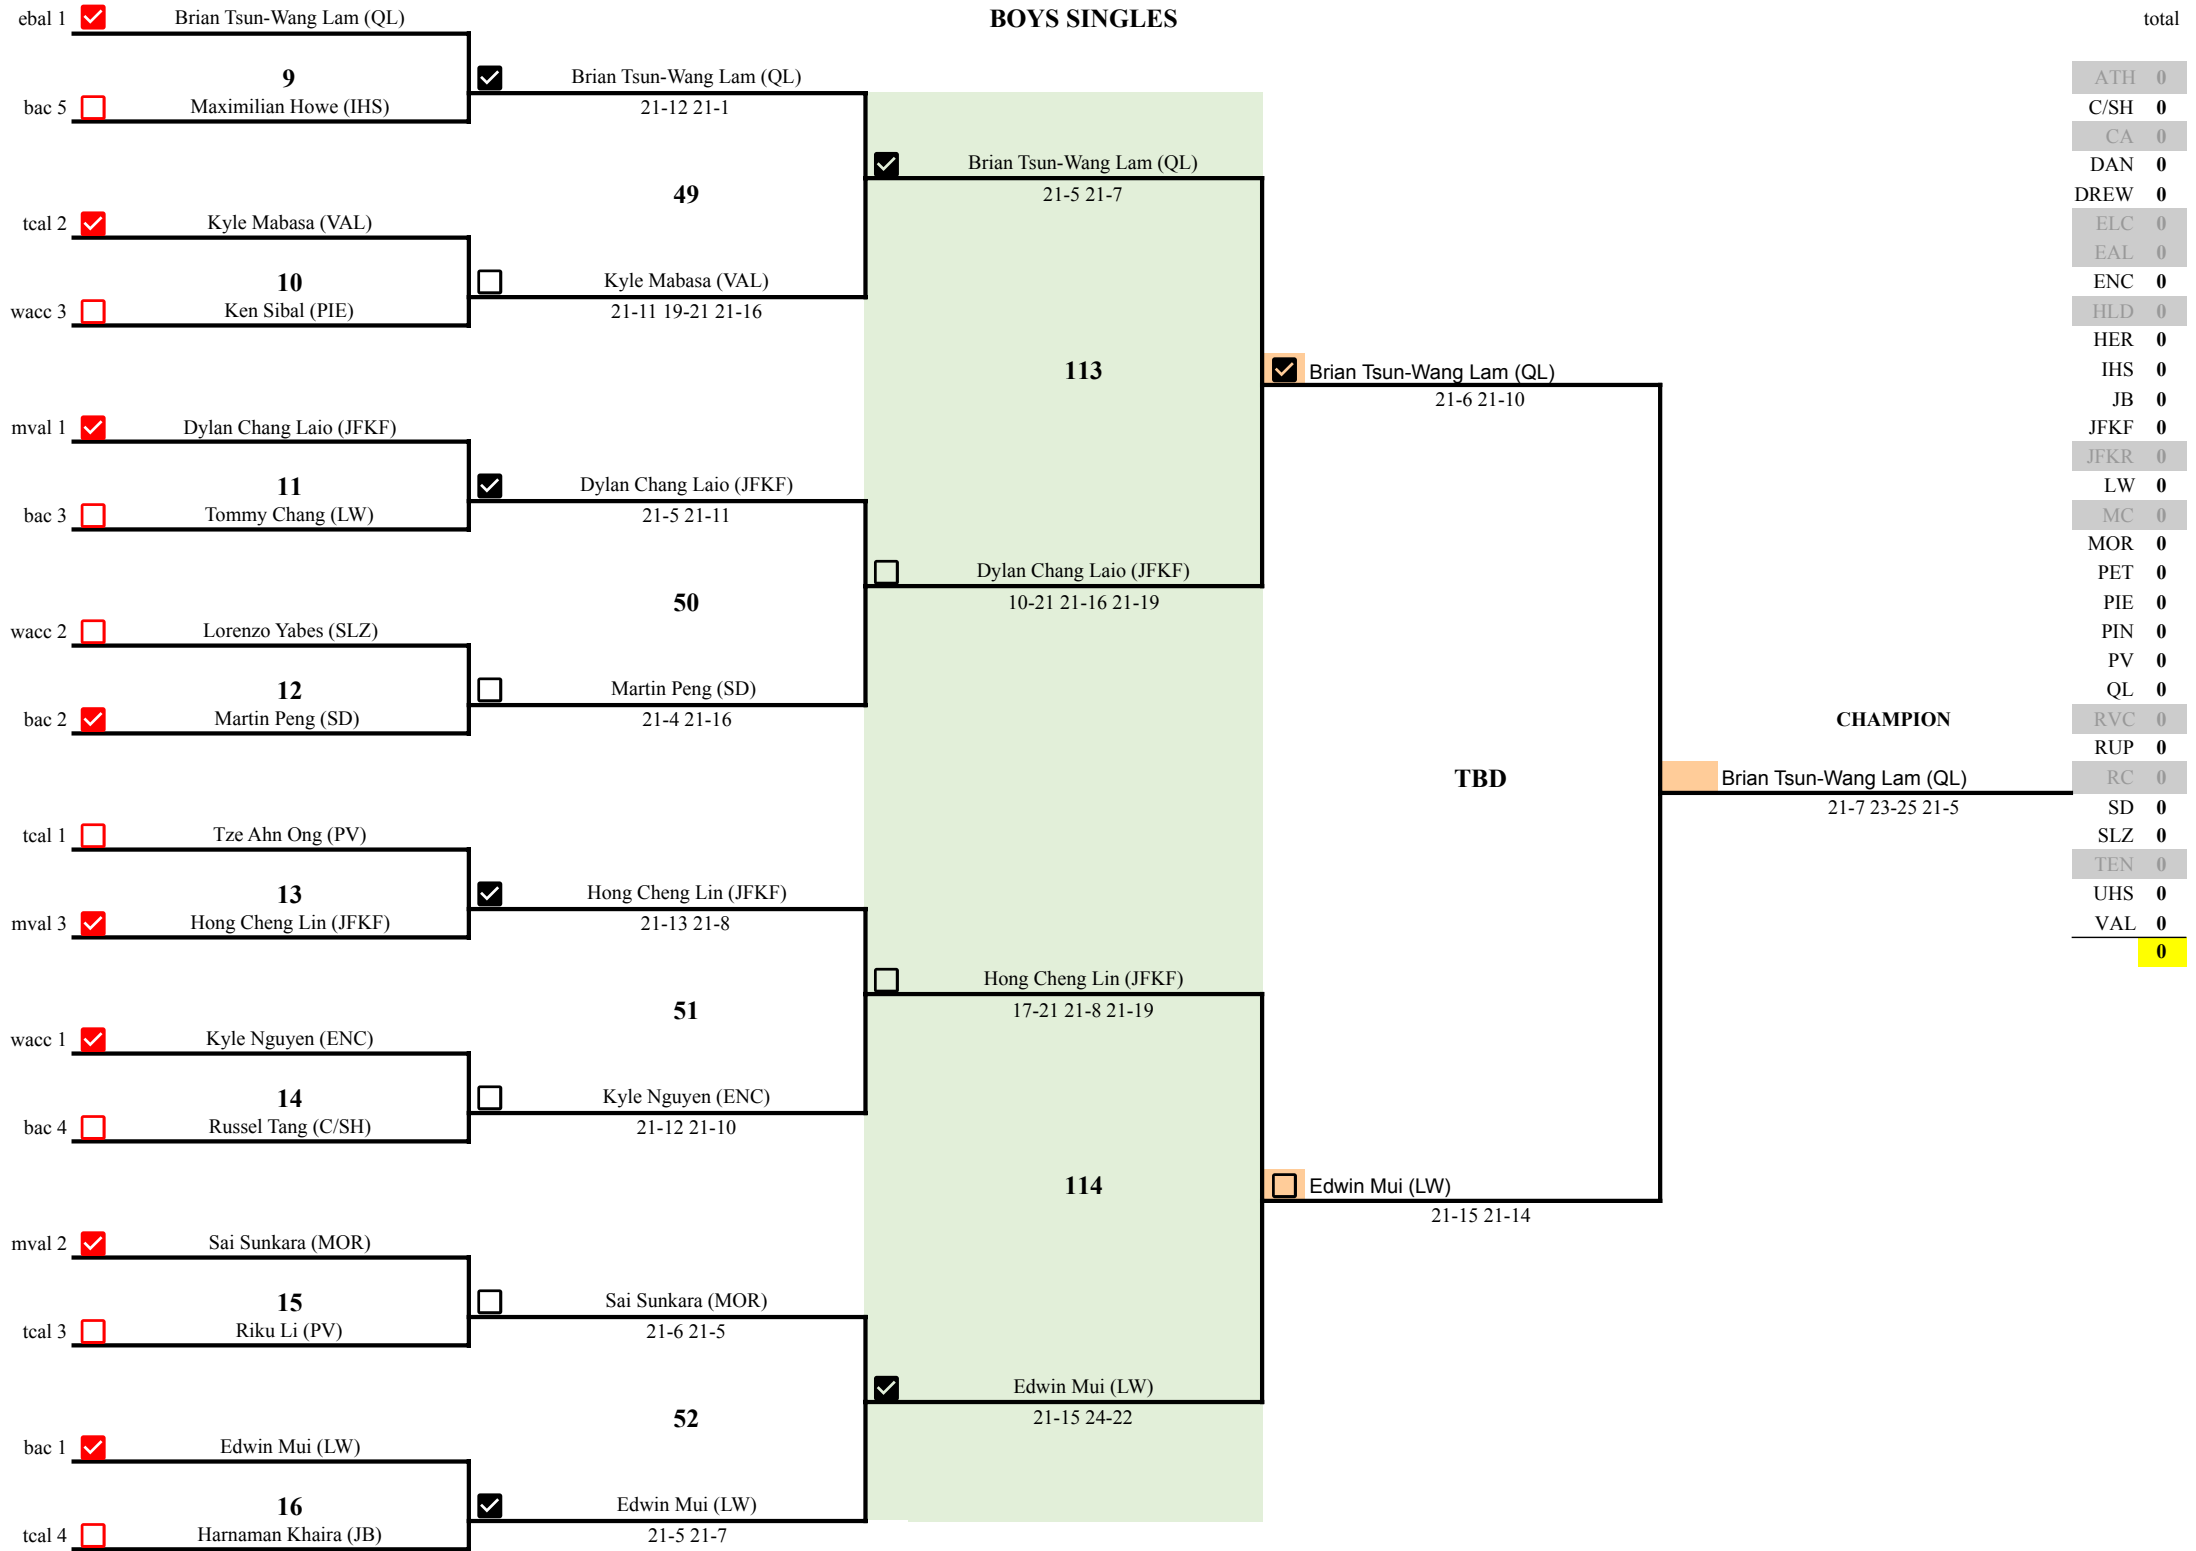 BOYS SINGLES
ebal 1 Brian Tsun-Wang Lam (QL)
9
bac 5 Maximilian Howe (IHS)
tcal 2 Kyle Mabasa (VAL)
10
wacc 3 Ken Sibal (PIE)
mval 1 Dylan Chang Laio (JFKF)
11
bac 3 Tommy Chang (LW)
wacc 2 Lorenzo Yabes (SLZ)
12
bac 2 Martin Peng (SD)
tcal 1 Tze Ahn Ong (PV)
13
mval 3 Hong Cheng Lin (JFKF)
wacc 1 Kyle Nguyen (ENC)
14
bac 4 Russel Tang (C/SH)
mval 2 Sai Sunkara (MOR)
15
tcal 3 Riku Li (PV)
bac 1 Edwin Mui (LW)
16
tcal 4 Harnaman Khaira (JB)
Brian Tsun-Wang Lam (QL)
21-12 21-1
49
Kyle Mabasa (VAL)
21-11 19-21 21-16
Dylan Chang Laio (JFKF)
21-5 21-11
50
Martin Peng (SD)
21-4 21-16
Hong Cheng Lin (JFKF)
21-13 21-8
51
Kyle Nguyen (ENC)
21-12 21-10
Sai Sunkara (MOR)
21-6 21-5
52
Edwin Mui (LW)
21-5 21-7
Brian Tsun-Wang Lam (QL)
21-5 21-7
113
Dylan Chang Laio (JFKF)
10-21 21-16 21-19
Hong Cheng Lin (JFKF)
17-21 21-8 21-19
114
Edwin Mui (LW)
21-15 24-22
Brian Tsun-Wang Lam (QL)
21-6 21-10
TBD
Edwin Mui (LW)
21-15 21-14
CHAMPION
Brian Tsun-Wang Lam (QL)
21-7 23-25 21-5
total
ATH 0
C/SH 0
CA 0
DAN 0
DREW 0
ELC 0
EAL 0
ENC 0
HLD 0
HER 0
IHS 0
JB 0
JFKF 0
JFKR 0
LW 0
MC 0
MOR 0
PET 0
PIE 0
PIN 0
PV 0
QL 0
RVC 0
RUP 0
RC 0
SD 0
SLZ 0
TEN 0
UHS 0
VAL 0
0